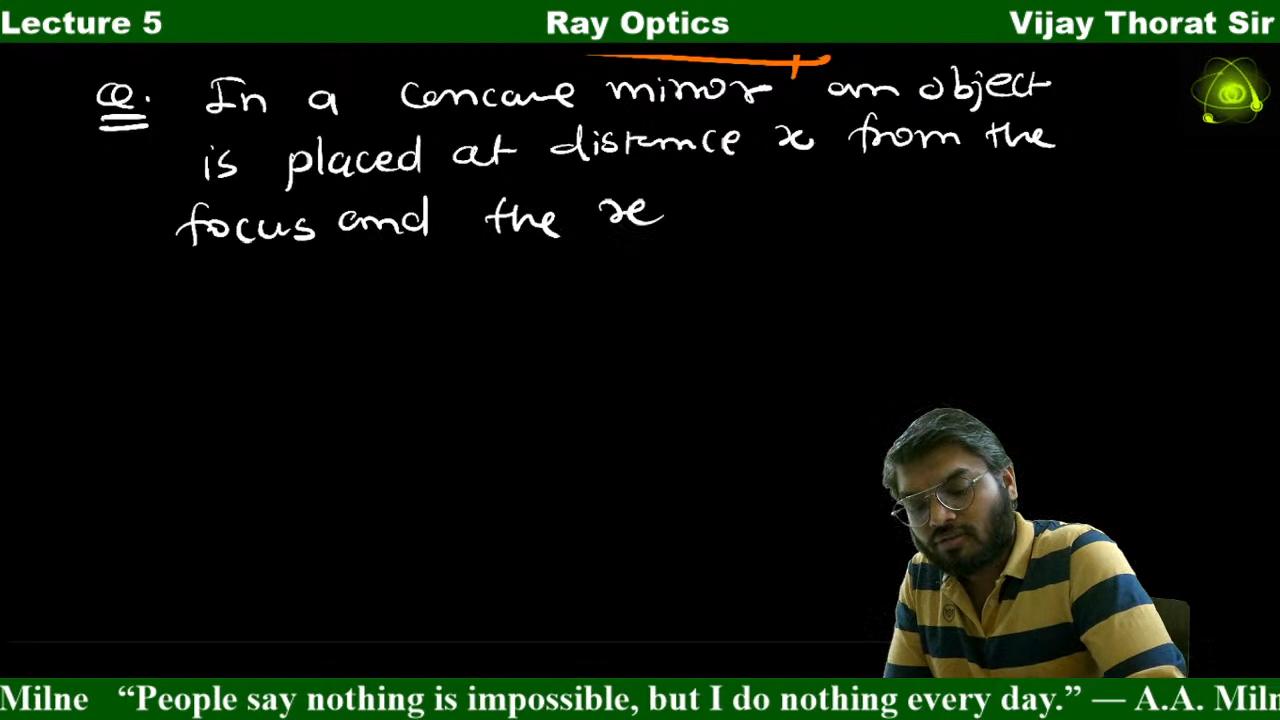 Lecture 5 Ray Optics Vijay Thorat Sir
Q. In a concave mirror an object
is placed at distance x from the
focus and the
Milne “People say nothing is impossible, but I do nothing every day.” — A.A. Miln